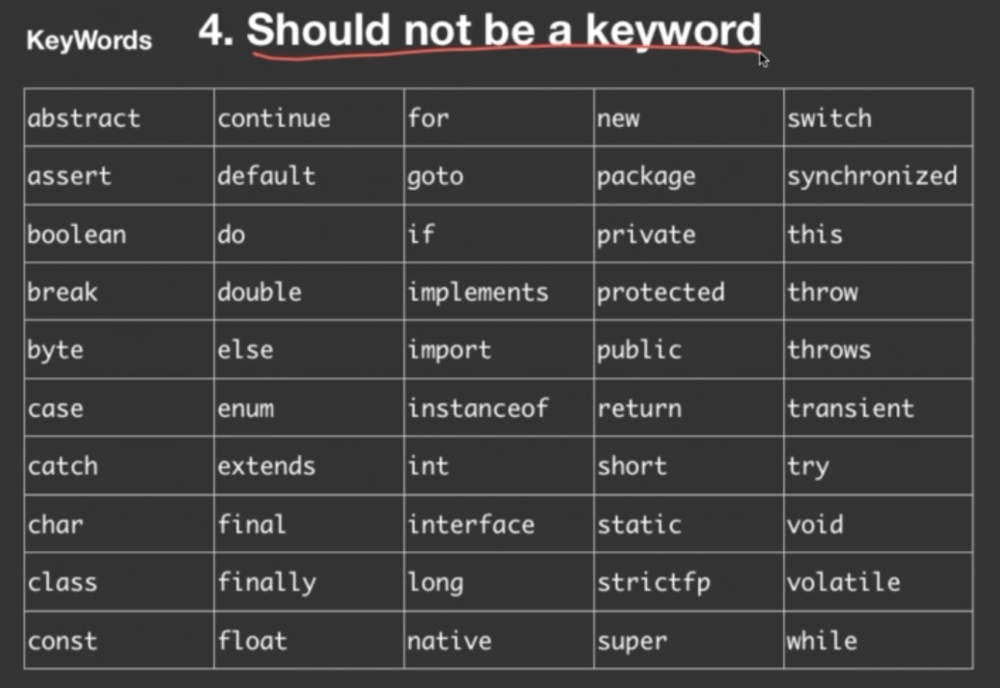 KeyWords 4. Should not be a keyword
abstract continue for new switch
assert default goto package synchronized
boolean do if private this
break double implements protected throw
byte else import public throws
case enum instanceof return transient
catch extends int short try
char final interface static void
class finally long strictfp volatile
const float native super while